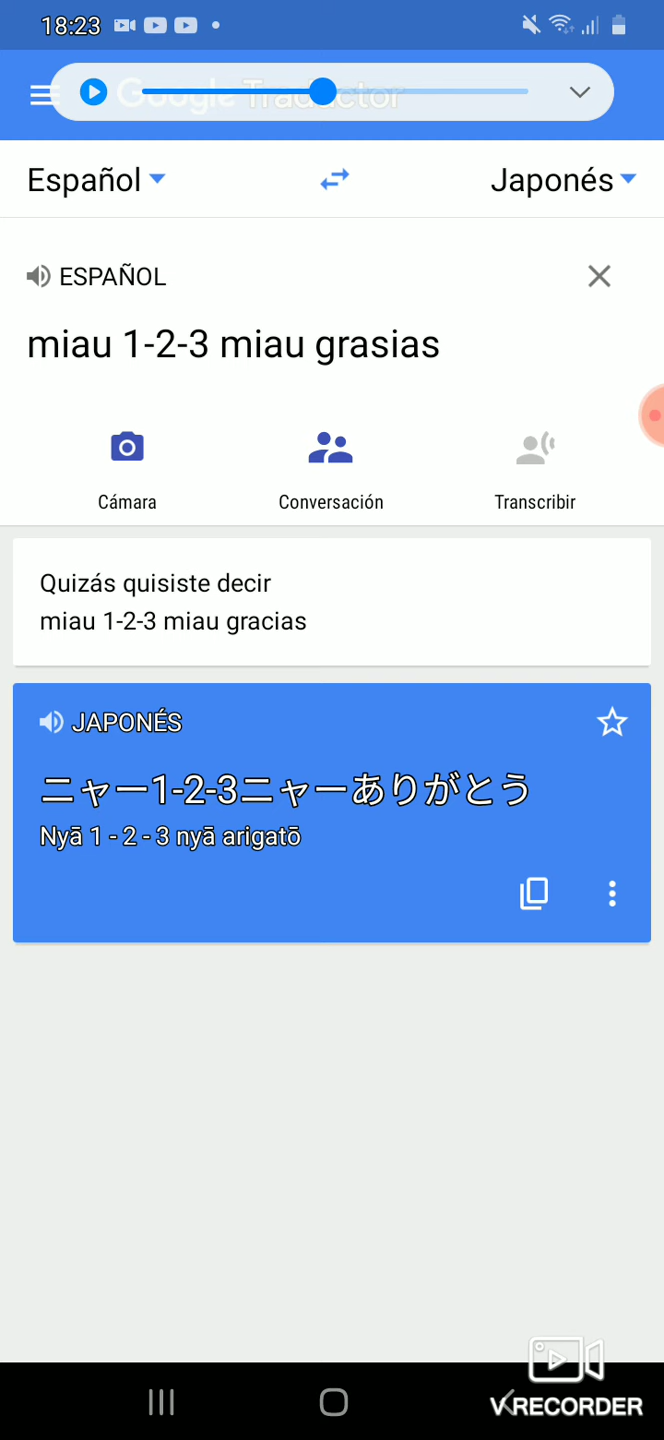 18:23
Google Traductor
Español
Japonés
ESPAÑOL
miau 1-2-3 miau grasias
Cámara
Conversación
Transcribir
Quizás quisiste decir
miau 1-2-3 miau gracias
JAPONÉS
ニャー1-2-3ニャーありがとう
Nyā 1 - 2 - 3 nyā arigatō
VRECORDER